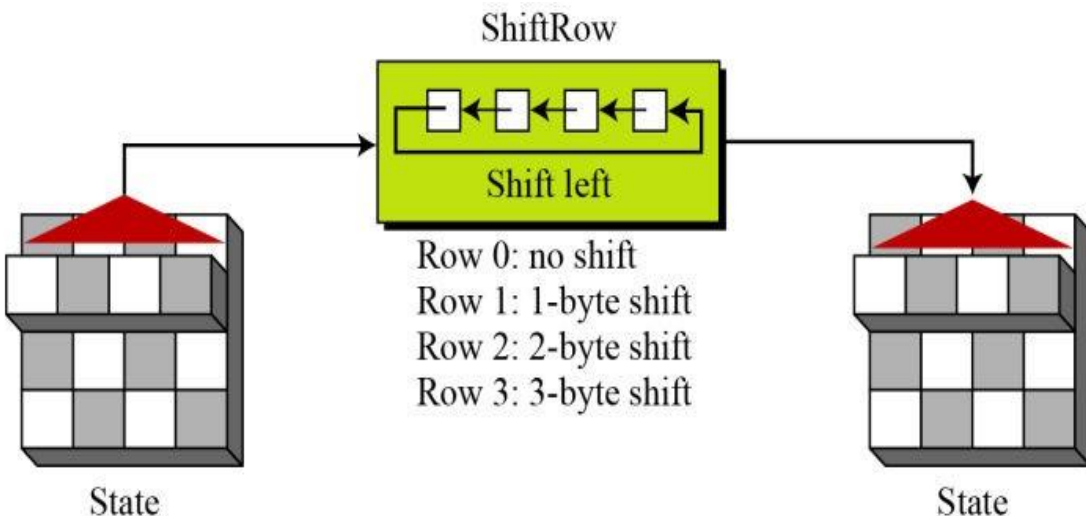 ShiftRow
Shift left
Row 0: no shift
Row 1: 1-byte shift
Row 2: 2-byte shift
Row 3: 3-byte shift
State
State